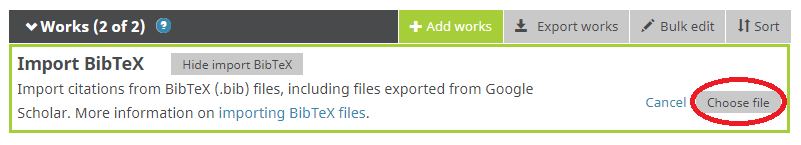 Works (2 of 2) ? + Add works Export works Bulk edit Sort
Import BibTeX Hide import BibTeX
Import citations from BibTeX (.bib) files, including files exported from Google
Scholar. More information on importing BibTeX files.
Cancel Choose file